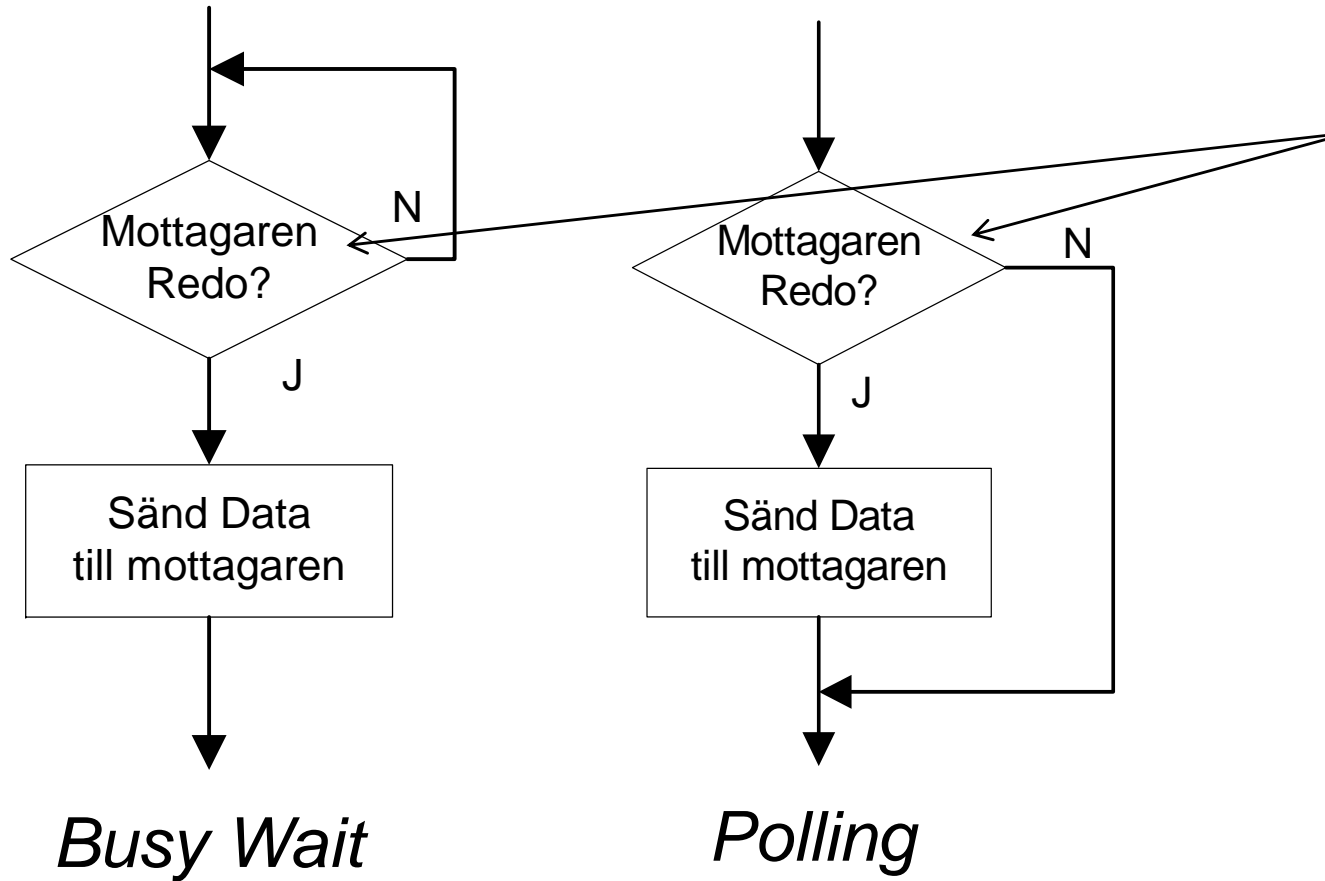 Mottagaren
Redo?
N
J
Sänd Data
till mottagaren
Busy Wait
Mottagaren
Redo?
N
J
Sänd Data
till mottagaren
Polling